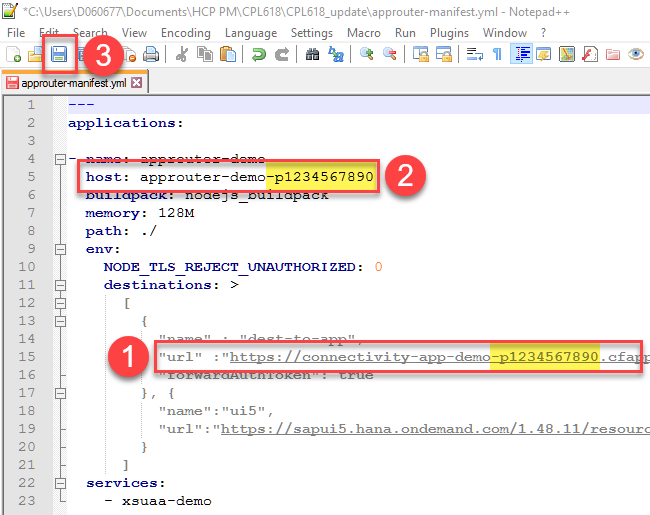 *C:\Users\D060677\Documents\HCP PM\CPL618\CPL618_update\approuter-manifest.yml - Notepad++
File Edit Search View Encoding Language Settings Macro Run Plugins Window ?
3
approuter-manifest.yml
1 ---
2 applications:
3
4 - name: approuter-demo
5 host: approuter-demo-p1234567890
2
6 buildpack: nodejs_buildpack
7 memory: 128M
8 path: ./
9 env:
10 NODE_TLS_REJECT_UNAUTHORIZED: 0
11 destinations: >
12 [
13 {
14 "name" : "dest-to-app",
1
15 "url" :"https://connectivity-app-demo-p1234567890.cfapp
16 "forwardAuthToken": true
17 }, {
18 "name":"ui5",
19 "url":"https://sapui5.hana.ondemand.com/1.48.11/resourc
20 }
21 ]
22 services:
23 - xsuaa-demo